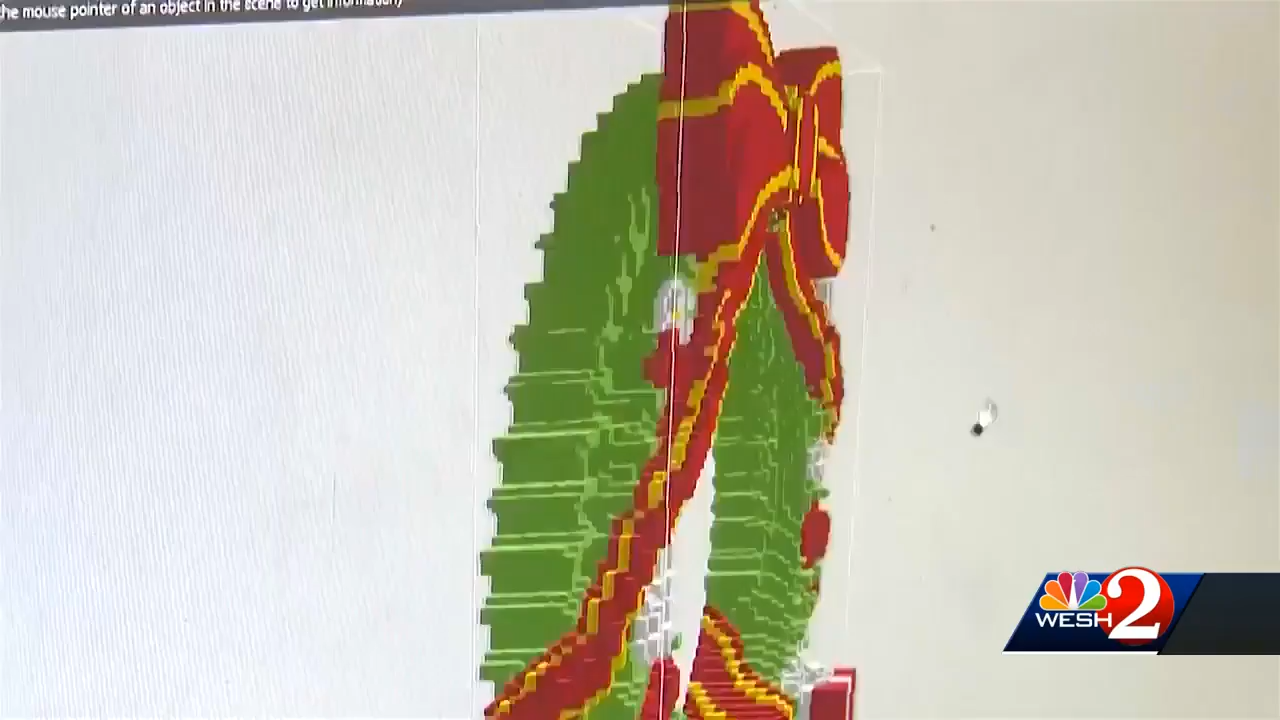 he mouse pointer of an object in the scene to get information)
WESH 2